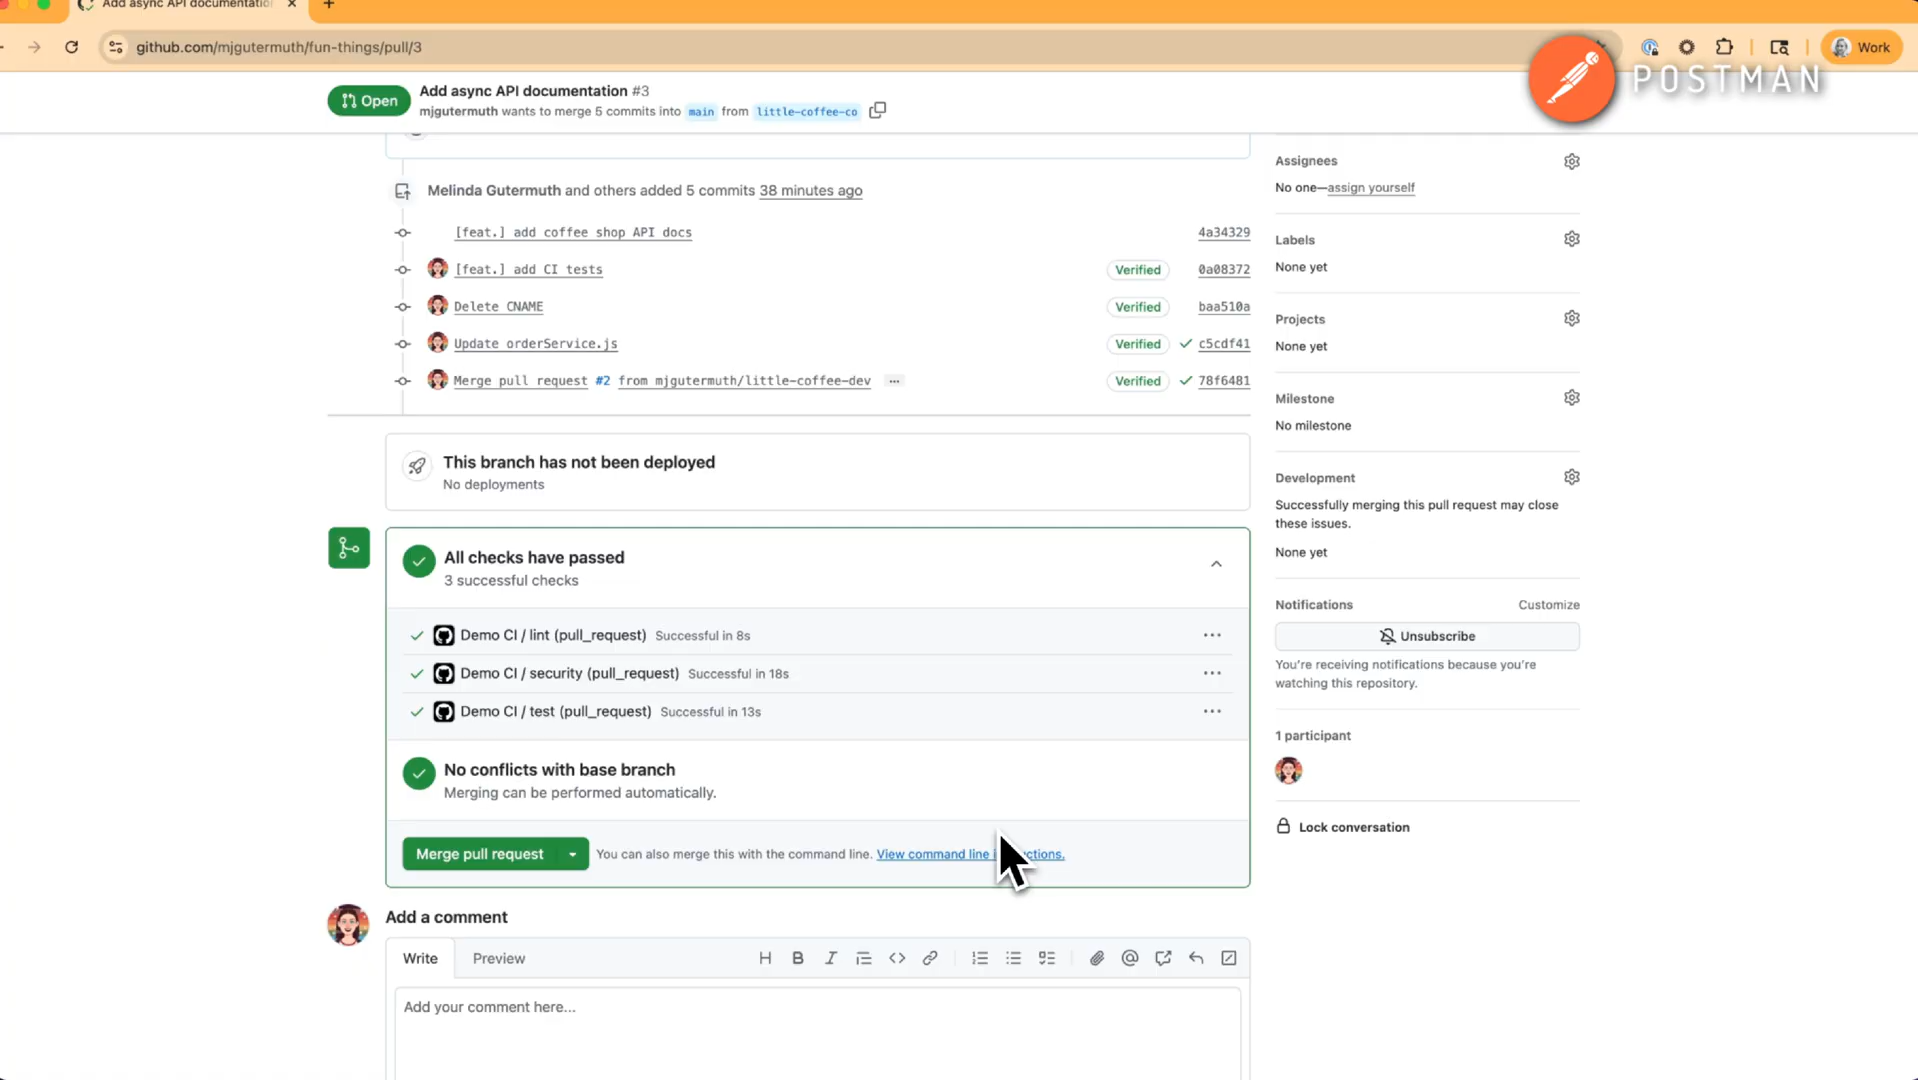 Add async API documentation
github.com/mjgutermuth/fun-things/pull/3
Work
POSTMAN
Open
Add async API documentation #3
mjgutermuth wants to merge 5 commits into main from little-coffee-co
Melinda Gutermuth and others added 5 commits 38 minutes ago
[feat.] add coffee shop API docs 4a34329
[feat.] add CI tests Verified 0a08372
Delete CNAME Verified baa510a
Update orderService.js Verified c5cdf41
Merge pull request #2 from mjgutermuth/little-coffee-dev ... Verified 78f6481
This branch has not been deployed
No deployments
All checks have passed
3 successful checks
Demo CI / lint (pull_request) Successful in 8s
Demo CI / security (pull_request) Successful in 18s
Demo CI / test (pull_request) Successful in 13s
No conflicts with base branch
Merging can be performed automatically.
Merge pull request
You can also merge this with the command line. View command line
Add a comment
Write Preview
Add your comment here...
Assignees
No one—assign yourself
Labels
None yet
Projects
None yet
Milestone
No milestone
Development
Successfully merging this pull request may close
these issues.
None yet
Notifications Customize
Unsubscribe
You're receiving notifications because you're
watching this repository.
1 participant
Lock conversation